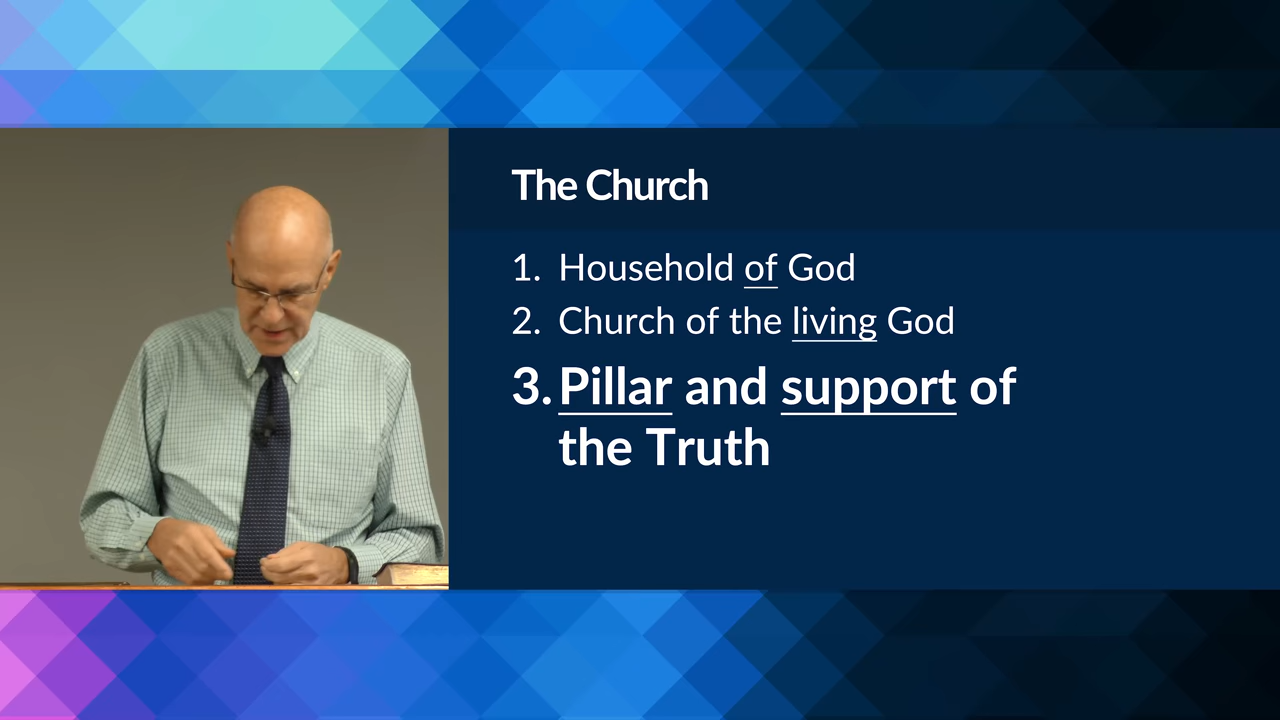 The Church
1. Household of God
2. Church of the living God
3. Pillar and support of
the Truth